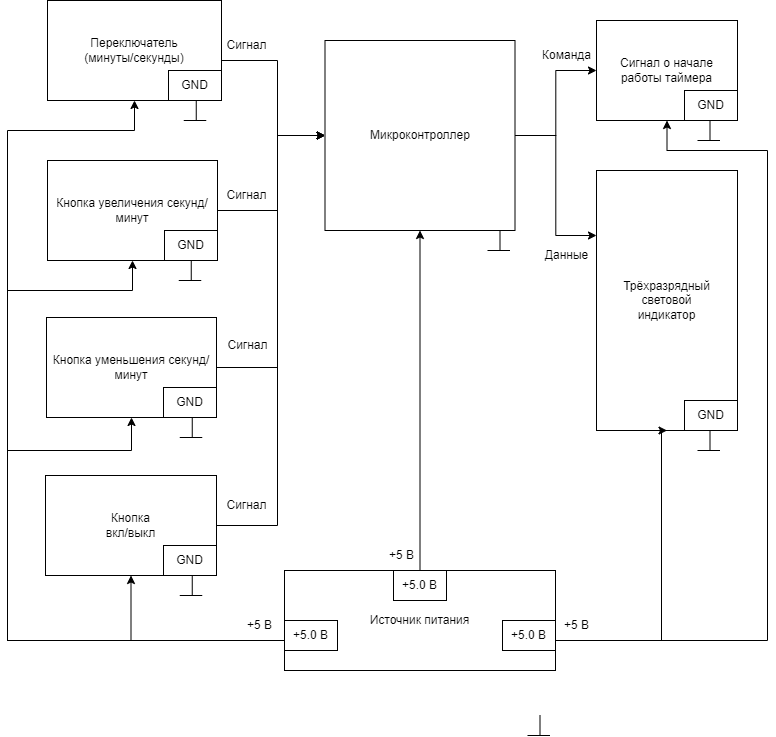 Переключатель
(минуты/секунды)
GND
Сигнал
Кнопка увеличения секунд/
минут
GND
Сигнал
Кнопка уменьшения секунд/
минут
GND
Сигнал
Кнопка
вкл/выкл
GND
Сигнал
Микроконтроллер
Команда
Сигнал о начале
работы таймера
GND
Данные
Трёхразрядный
световой
индикатор
GND
+5 В
+5.0 В
Источник питания
+5 В
+5.0 В
+5.0 В
+5 В